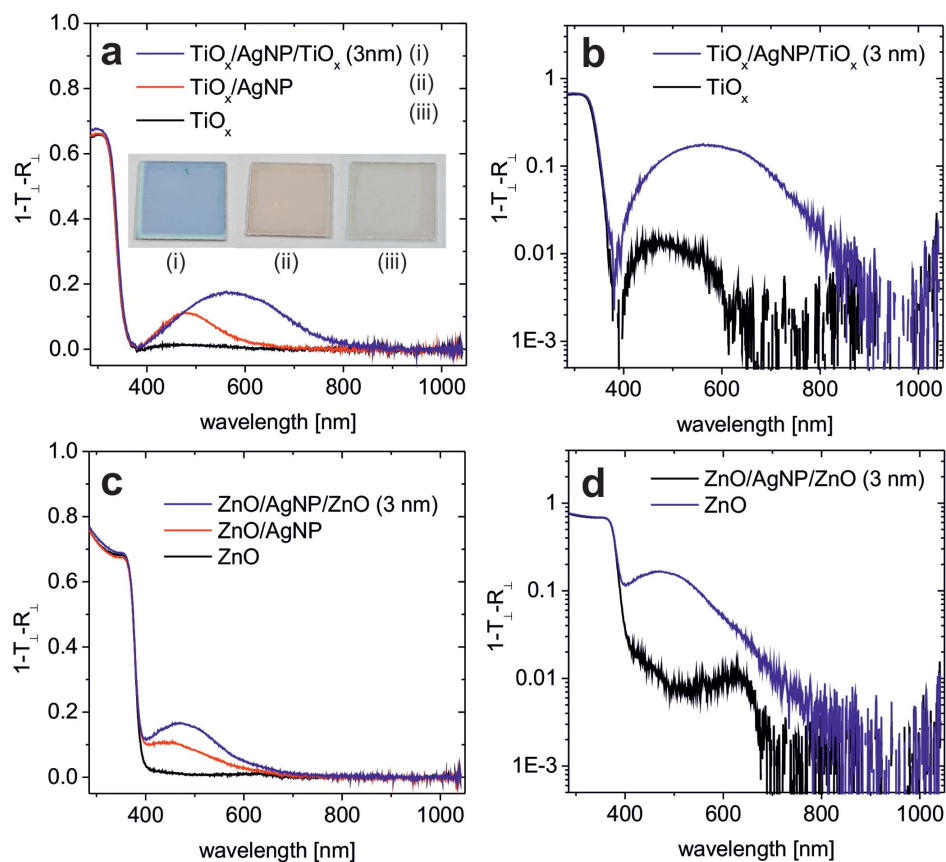 a
TiOₓ/AgNP/TiOₓ (3nm) (i)
TiOₓ/AgNP (ii)
TiOₓ (iii)
1.0
0.8
0.6
0.4
0.2
0.0
1-T⊥-R⊥
(i) (ii) (iii)
400 600 800 1000
wavelength [nm]
b
TiOₓ/AgNP/TiOₓ (3 nm)
TiOₓ
1
0.1
0.01
1E-3
1-T⊥-R⊥
400 600 800 1000
wavelength [nm]
c
ZnO/AgNP/ZnO (3 nm)
ZnO/AgNP
ZnO
1.0
0.8
0.6
0.4
0.2
0.0
1-T⊥-R⊥
400 600 800 1000
wavelength [nm]
d
ZnO/AgNP/ZnO (3 nm)
ZnO
1
0.1
0.01
1E-3
1-T⊥-R⊥
400 600 800 1000
wavelength [nm]